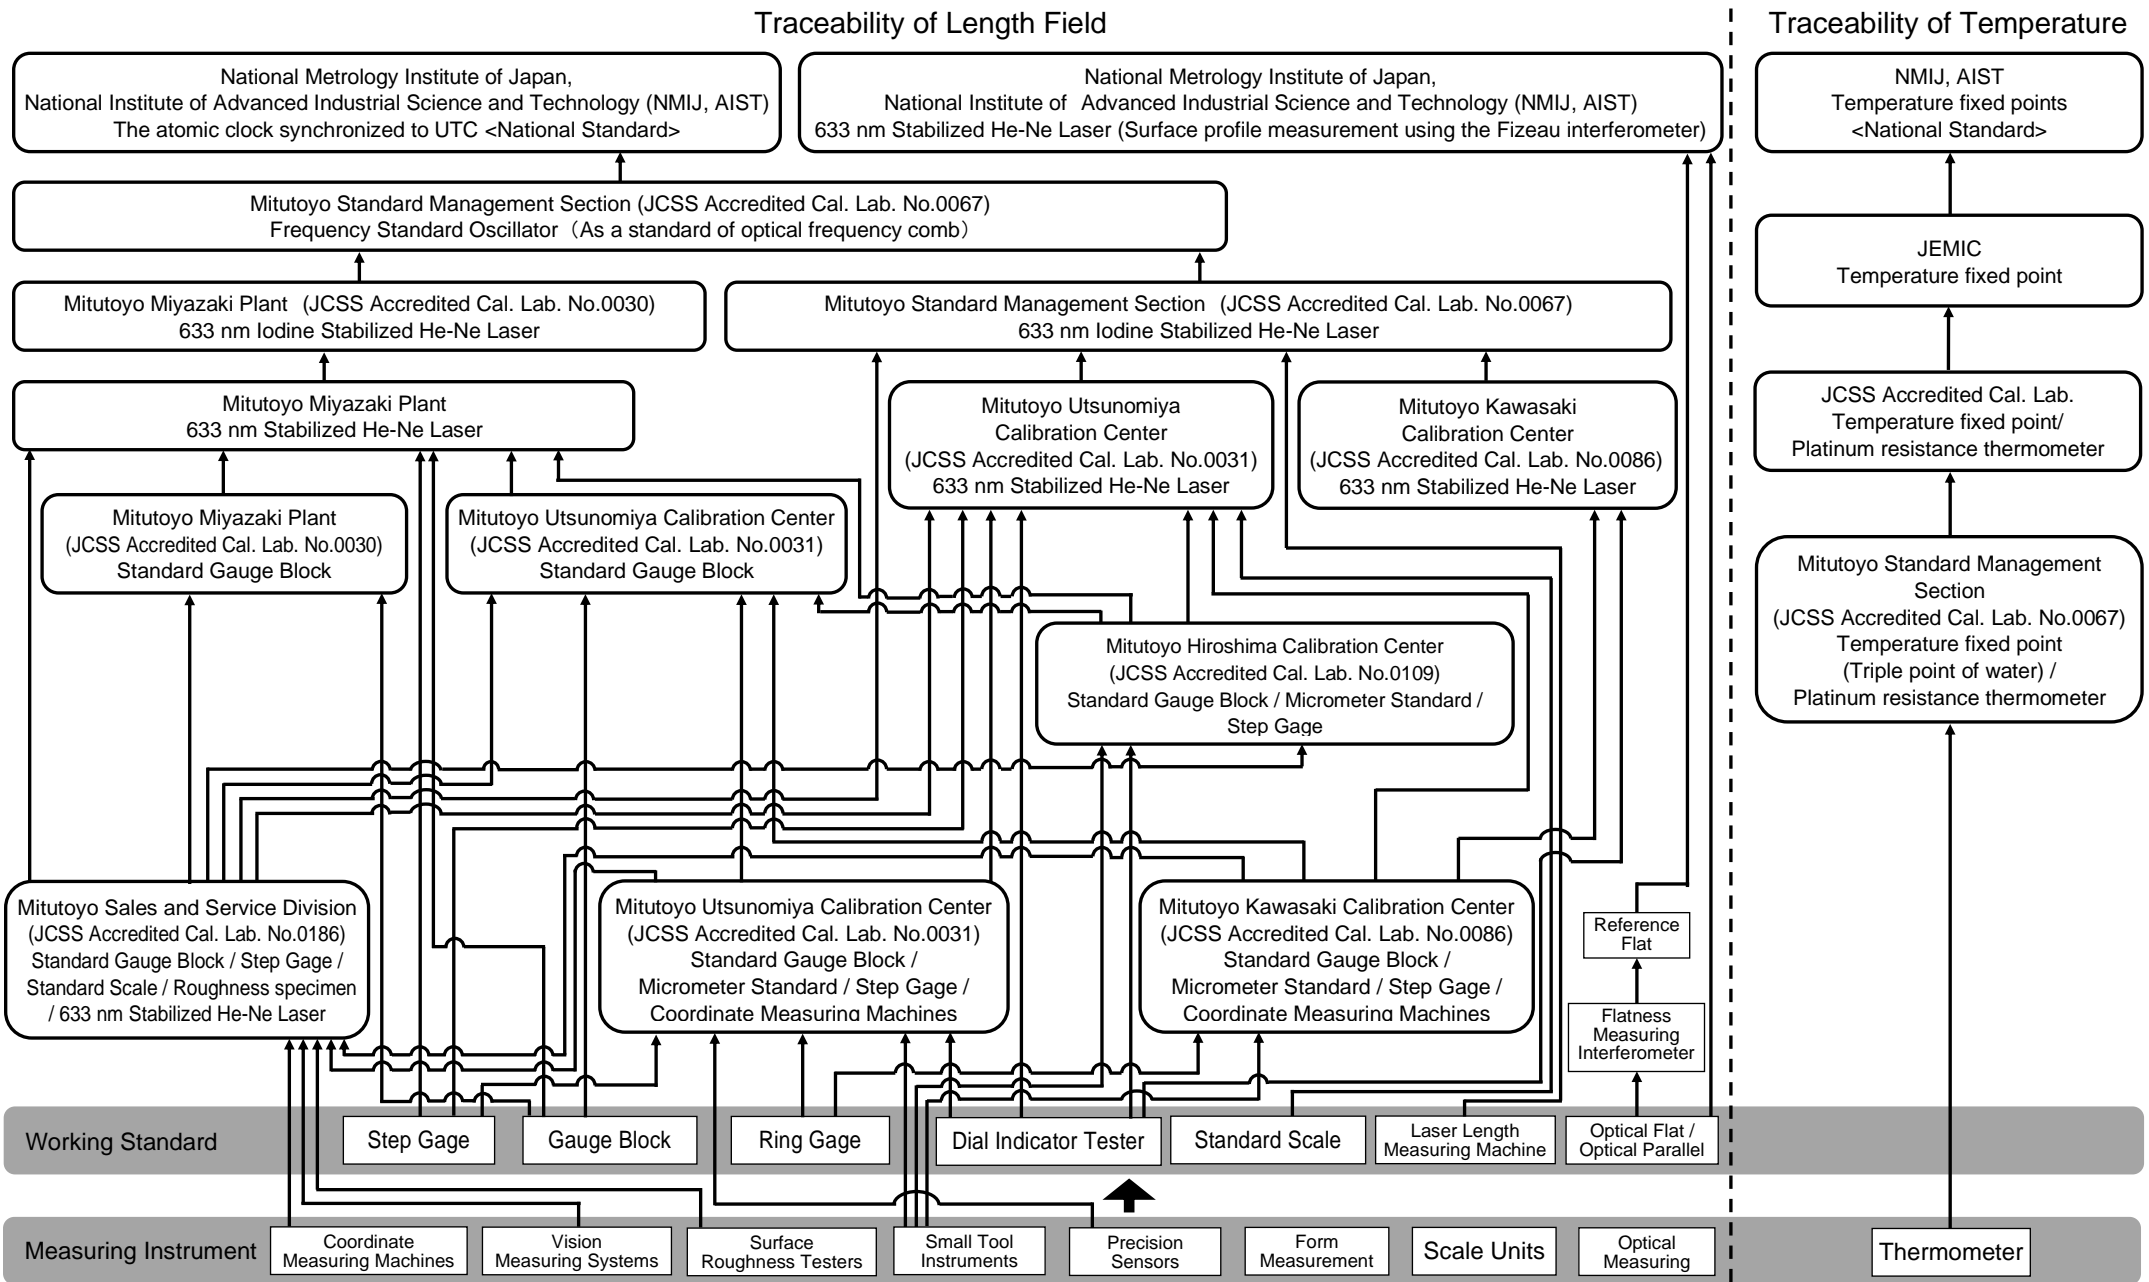 Traceability of Length Field
Traceability of Temperature
National Metrology Institute of Japan,
National Institute of Advanced Industrial Science and Technology (NMIJ, AIST)
The atomic clock synchronized to UTC <National Standard>
National Metrology Institute of Japan,
National Institute of Advanced Industrial Science and Technology (NMIJ, AIST)
633 nm Stabilized He-Ne Laser (Surface profile measurement using the Fizeau interferometer)
NMIJ, AIST
Temperature fixed points
<National Standard>
Mitutoyo Standard Management Section (JCSS Accredited Cal. Lab. No.0067)
Frequency Standard Oscillator（As a standard of optical frequency comb）
JEMIC
Temperature fixed point
Mitutoyo Miyazaki Plant (JCSS Accredited Cal. Lab. No.0030)
633 nm Iodine Stabilized He-Ne Laser
Mitutoyo Standard Management Section (JCSS Accredited Cal. Lab. No.0067)
633 nm Iodine Stabilized He-Ne Laser
Mitutoyo Miyazaki Plant
633 nm Stabilized He-Ne Laser
Mitutoyo Utsunomiya
Calibration Center
(JCSS Accredited Cal. Lab. No.0031)
633 nm Stabilized He-Ne Laser
Mitutoyo Kawasaki
Calibration Center
(JCSS Accredited Cal. Lab. No.0086)
633 nm Stabilized He-Ne Laser
JCSS Accredited Cal. Lab.
Temperature fixed point/
Platinum resistance thermometer
Mitutoyo Miyazaki Plant
(JCSS Accredited Cal. Lab. No.0030)
Standard Gauge Block
Mitutoyo Utsunomiya Calibration Center
(JCSS Accredited Cal. Lab. No.0031)
Standard Gauge Block
Mitutoyo Standard Management
Section
(JCSS Accredited Cal. Lab. No.0067)
Temperature fixed point
(Triple point of water) /
Platinum resistance thermometer
Mitutoyo Hiroshima Calibration Center
(JCSS Accredited Cal. Lab. No.0109)
Standard Gauge Block / Micrometer Standard /
Step Gage
Mitutoyo Sales and Service Division
(JCSS Accredited Cal. Lab. No.0186)
Standard Gauge Block / Step Gage /
Standard Scale / Roughness specimen
/ 633 nm Stabilized He-Ne Laser
Mitutoyo Utsunomiya Calibration Center
(JCSS Accredited Cal. Lab. No.0031)
Standard Gauge Block /
Micrometer Standard / Step Gage /
Coordinate Measuring Machines
Mitutoyo Kawasaki Calibration Center
(JCSS Accredited Cal. Lab. No.0086)
Standard Gauge Block /
Micrometer Standard / Step Gage /
Coordinate Measuring Machines
Reference
Flat
Flatness
Measuring
Interferometer
Working Standard
Step Gage
Gauge Block
Ring Gage
Dial Indicator Tester
Standard Scale
Laser Length
Measuring Machine
Optical Flat /
Optical Parallel
Measuring Instrument
Coordinate
Measuring Machines
Vision
Measuring Systems
Surface
Roughness Testers
Small Tool
Instruments
Precision
Sensors
Form
Measurement
Scale Units
Optical
Measuring
Thermometer